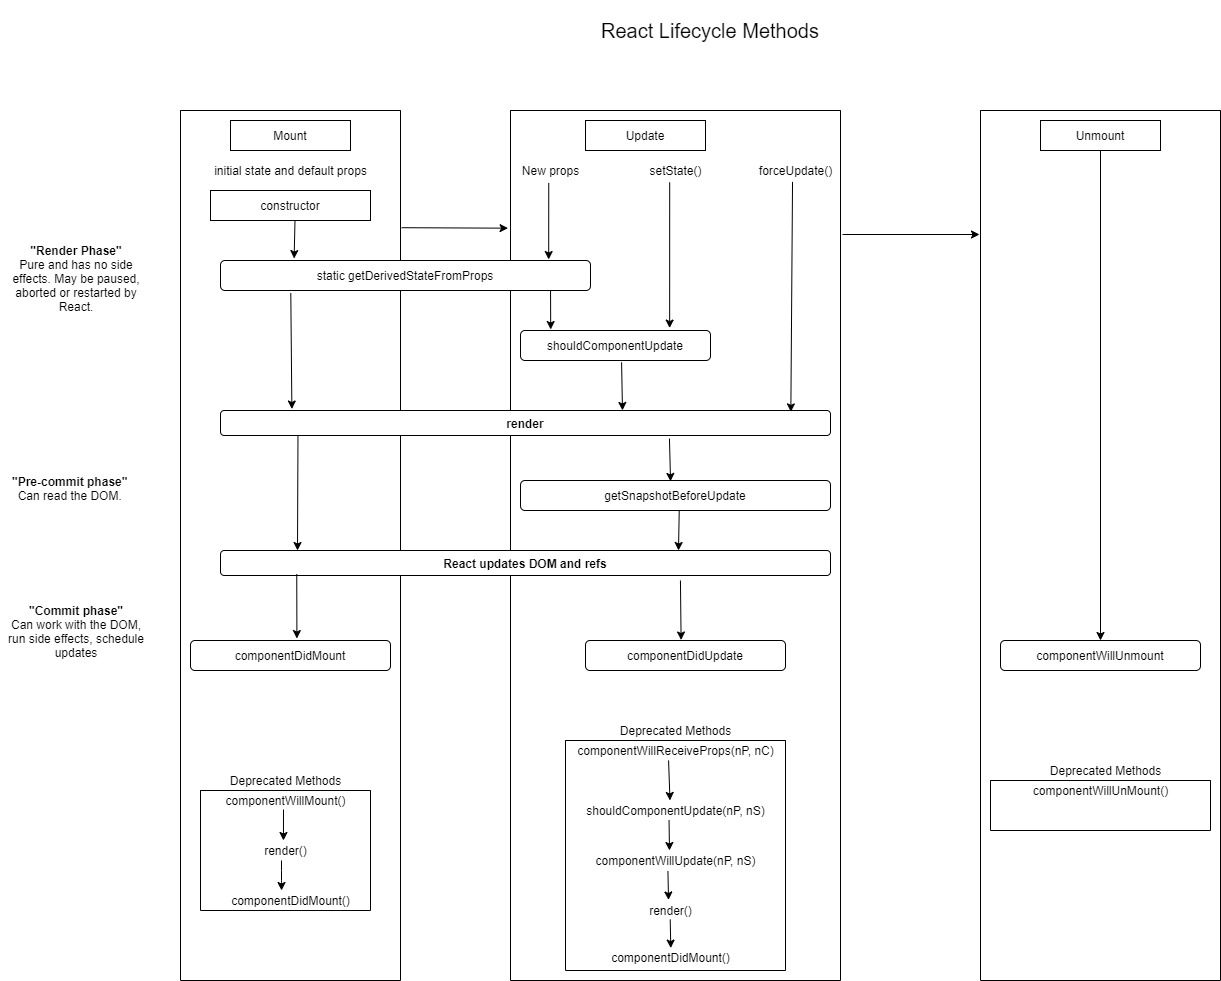 React Lifecycle Methods
Mount
Update
Unmount
initial state and default props
New props
setState()
forceUpdate()
constructor
"Render Phase"
Pure and has no side
effects. May be paused,
aborted or restarted by
React.
static getDerivedStateFromProps
shouldComponentUpdate
render
"Pre-commit phase"
Can read the DOM.
getSnapshotBeforeUpdate
React updates DOM and refs
"Commit phase"
Can work with the DOM,
run side effects, schedule
updates
componentDidMount
componentDidUpdate
componentWillUnmount
Deprecated Methods
componentWillMount()
render()
componentDidMount()
Deprecated Methods
componentWillReceiveProps(nP, nC)
shouldComponentUpdate(nP, nS)
componentWillUpdate(nP, nS)
render()
componentDidMount()
Deprecated Methods
componentWillUnMount()